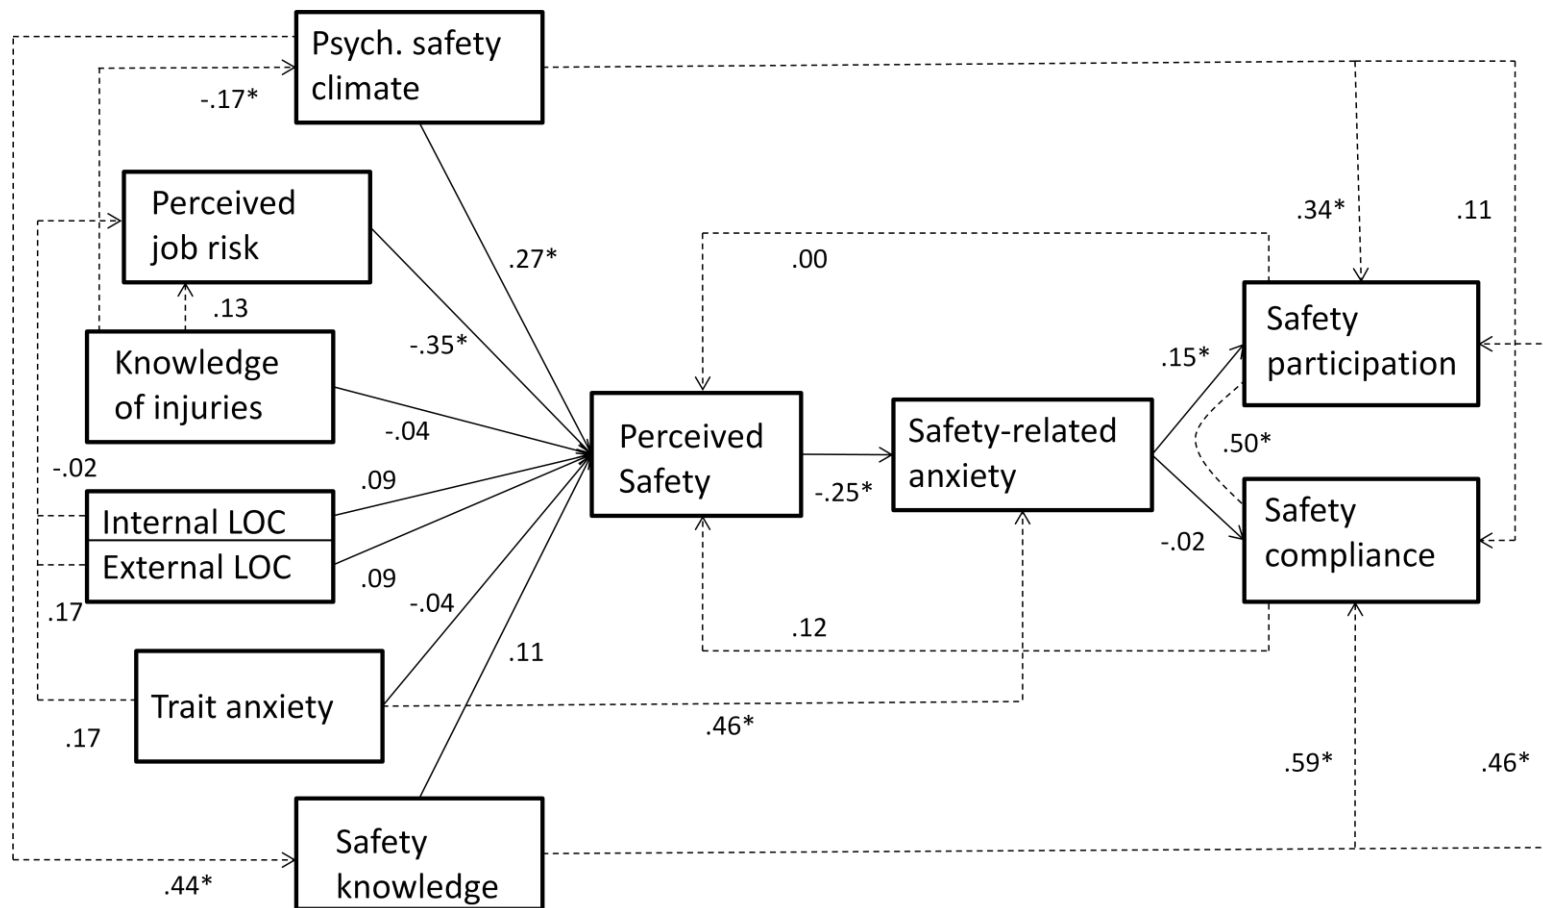 Psych. safety
climate
-.17*
Perceived
job risk
.27*
.34*
.11
.00
.13
-.35*
Safety
participation
Knowledge
of injuries
.15*
-.04
Perceived
Safety
Safety-related
anxiety
.50*
-.02
.09
-.25*
Internal LOC
External LOC
Safety
compliance
-.02
.09
-.04
.17
.12
.11
Trait anxiety
.17
.46*
.59*
.46*
Safety
knowledge
.44*